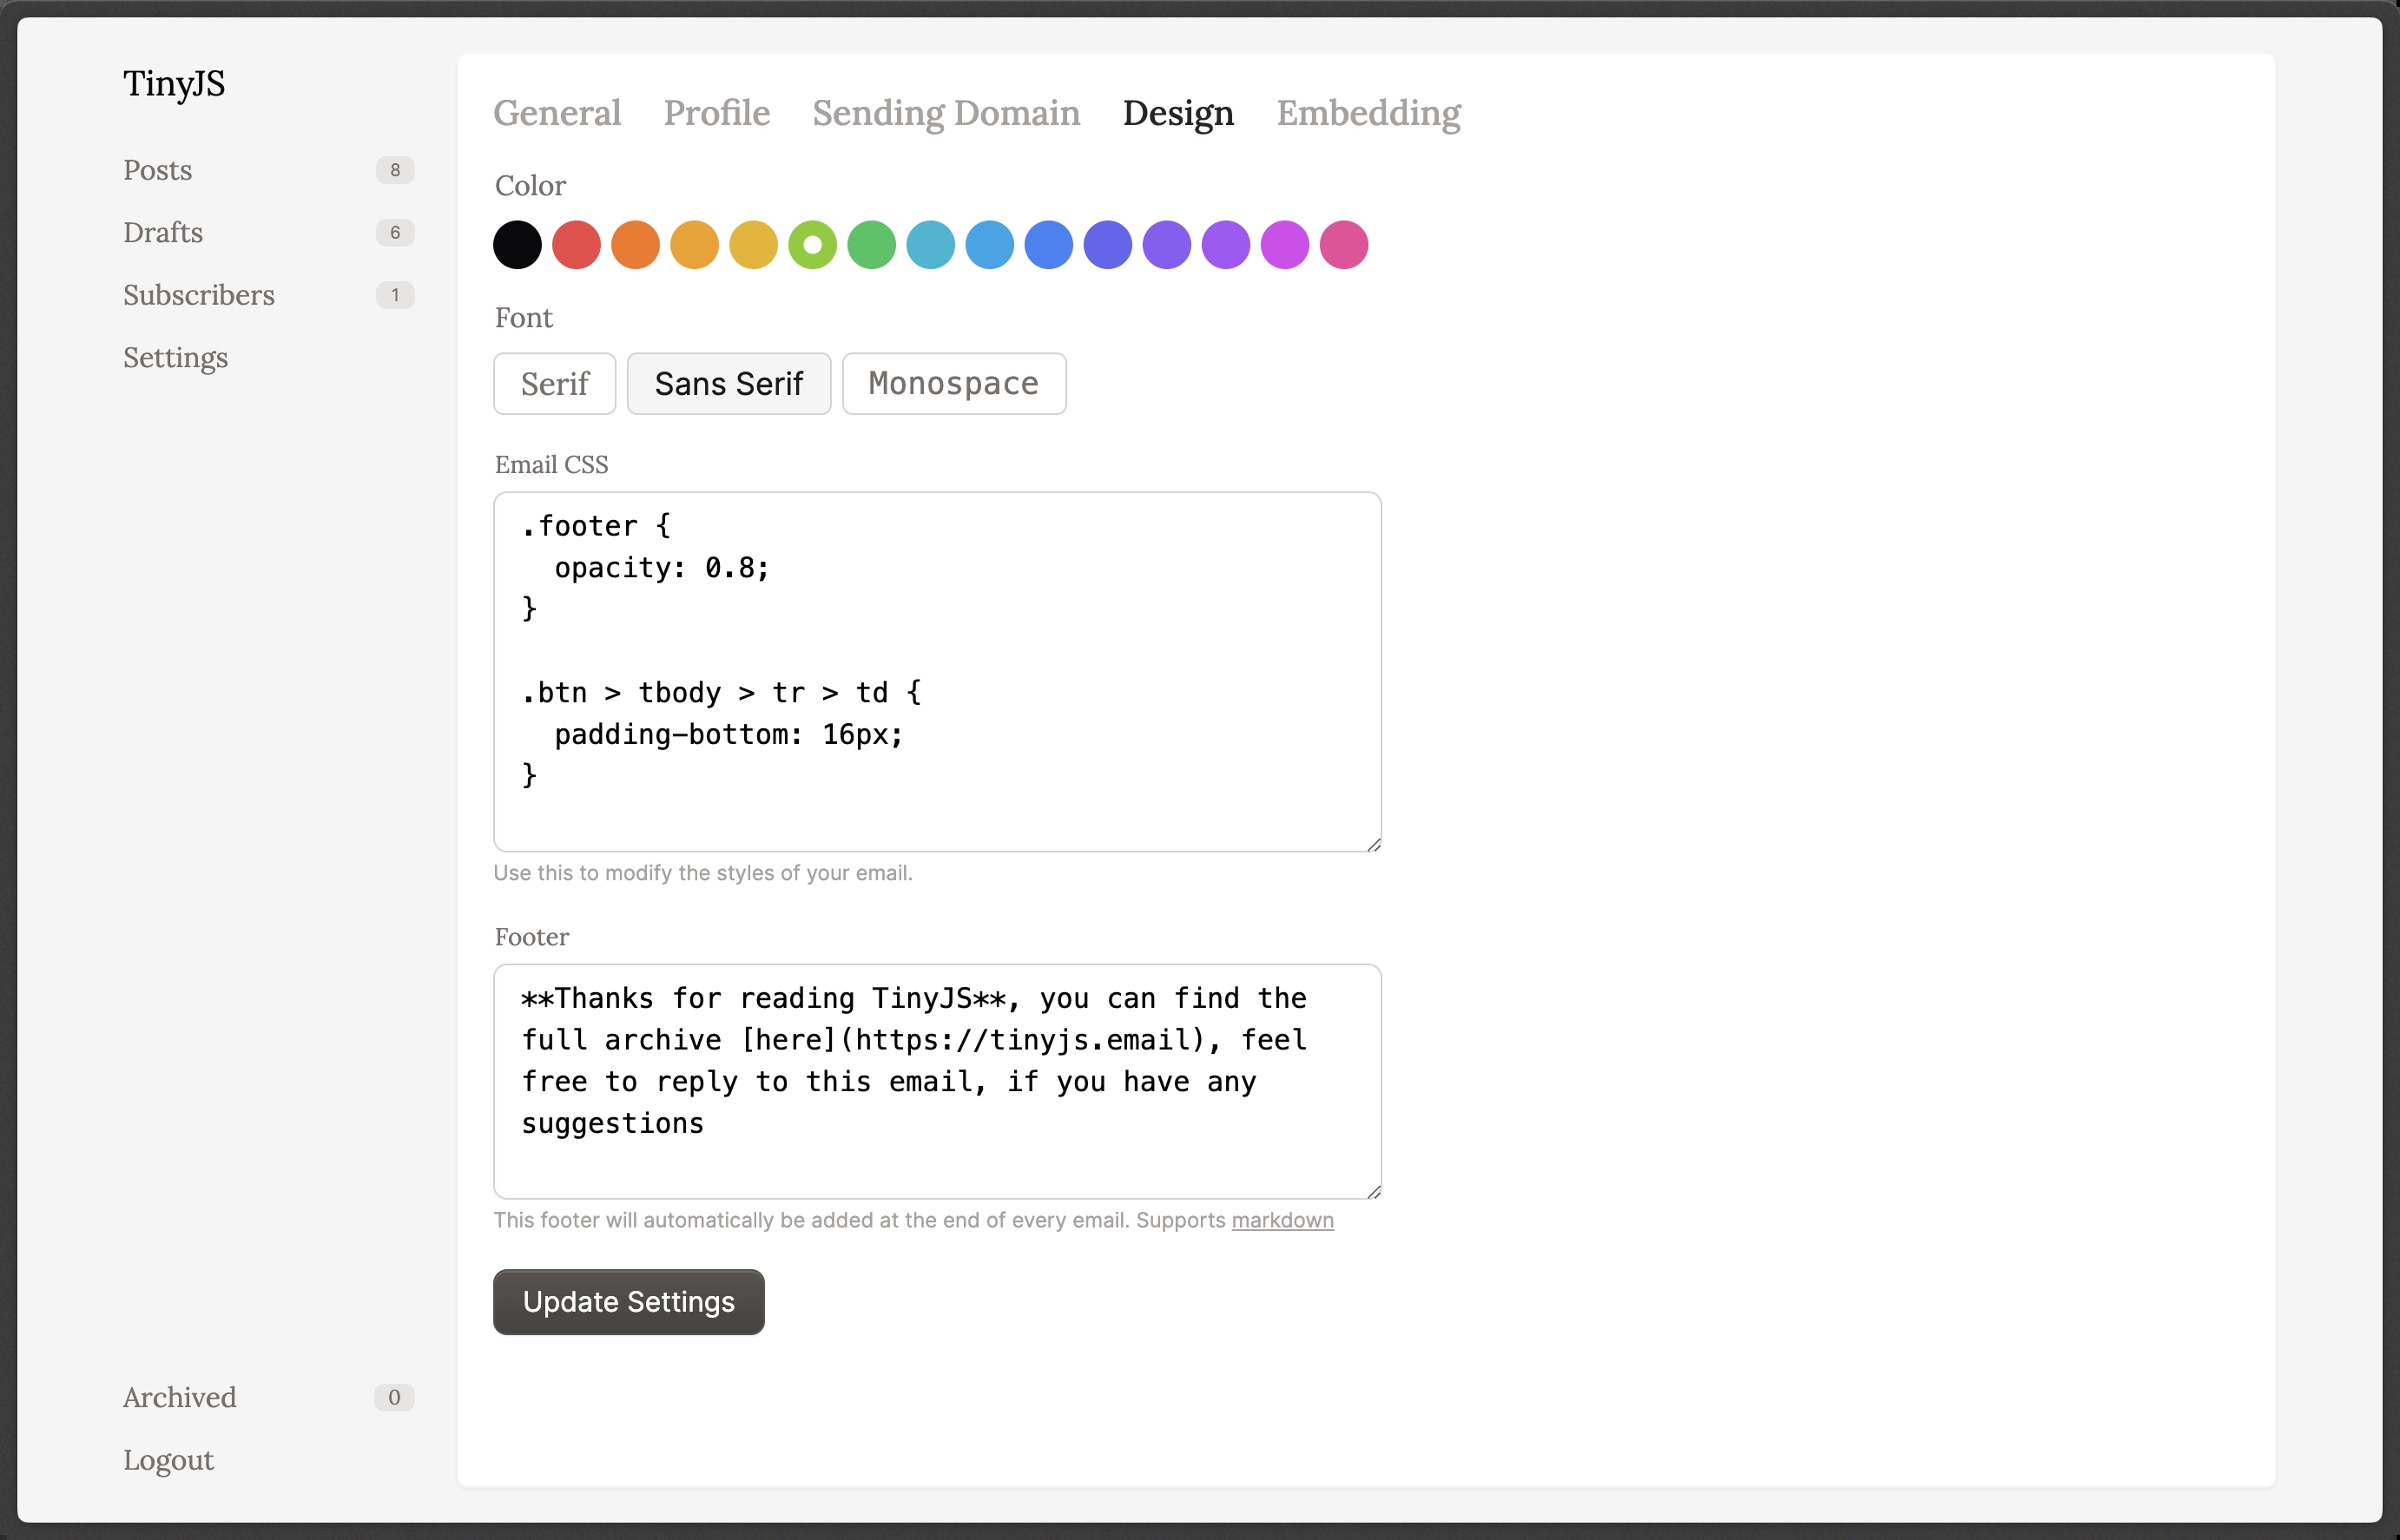 TinyJS
Posts 8
Drafts 6
Subscribers 1
Settings
Archived 0
Logout
General Profile Sending Domain Design Embedding
Color
Font
Serif Sans Serif Monospace
Email CSS
.footer {
  opacity: 0.8;
}

.btn > tbody > tr > td {
  padding-bottom: 16px;
}
Use this to modify the styles of your email.
Footer
**Thanks for reading TinyJS**, you can find the
full archive [here](https://tinyjs.email), feel
free to reply to this email, if you have any
suggestions
This footer will automatically be added at the end of every email. Supports markdown
Update Settings